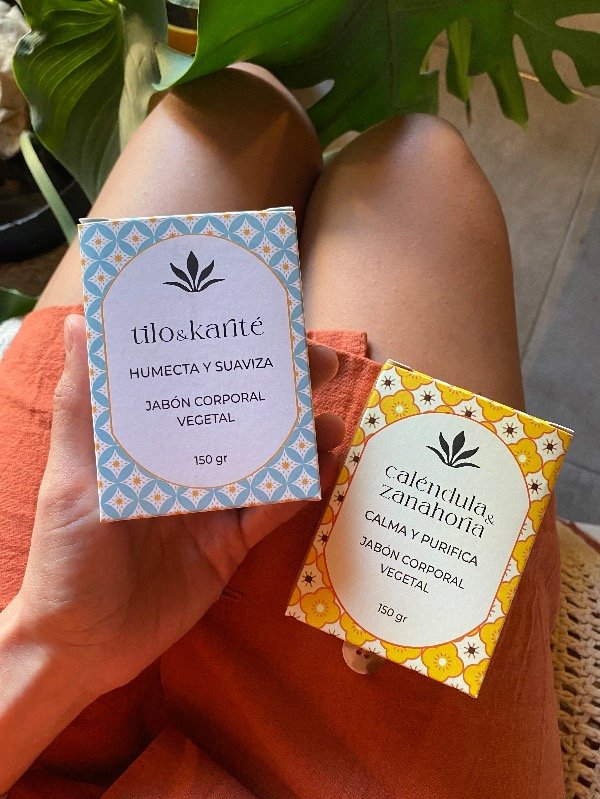 tilo&karité
HUMECTA Y SUAVIZA
JABÓN CORPORAL
VEGETAL
150 gr
caléndula&
zanahoria
CALMA Y PURIFICA
JABÓN CORPORAL
VEGETAL
150 gr